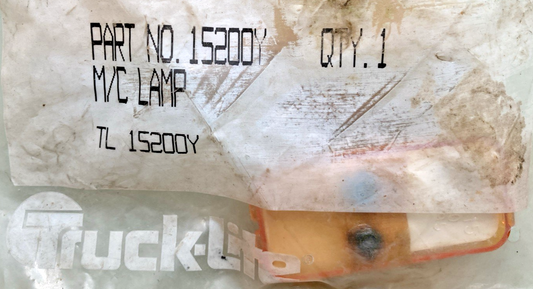 PART NO. 15200Y QTY. 1
M/C LAMP
TL 15200Y
Truck-Lite